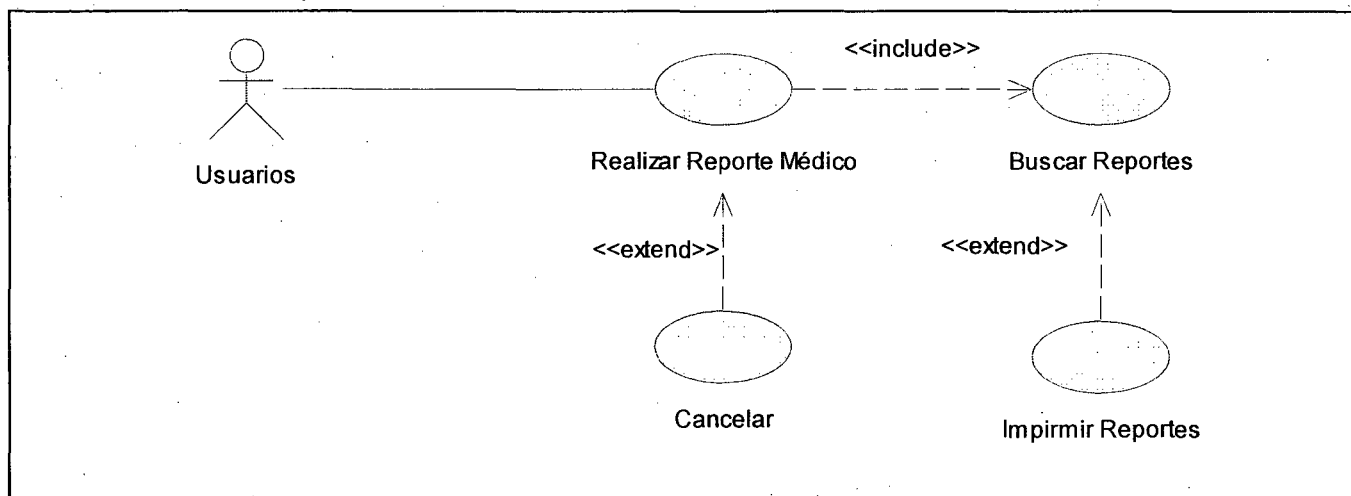 <<include>>
Usuarios
Realizar Reporte Médico
Buscar Reportes
<<extend>>
<<extend>>
Cancelar
Impirmir Reportes